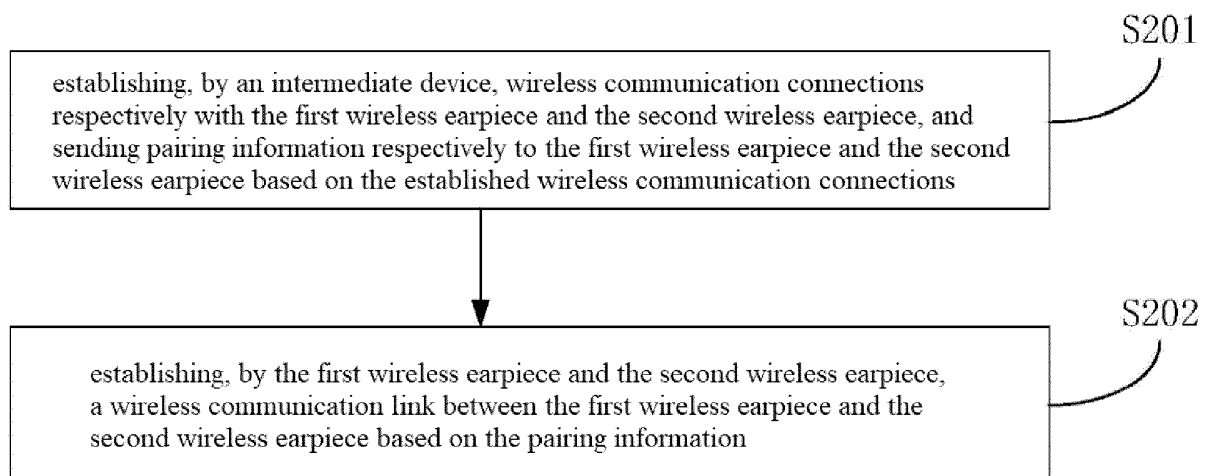 S201
establishing, by an intermediate device, wireless communication connections
respectively with the first wireless earpiece and the second wireless earpiece, and
sending pairing information respectively to the first wireless earpiece and the second
wireless earpiece based on the established wireless communication connections
S202
establishing, by the first wireless earpiece and the second wireless earpiece,
a wireless communication link between the first wireless earpiece and the
second wireless earpiece based on the pairing information